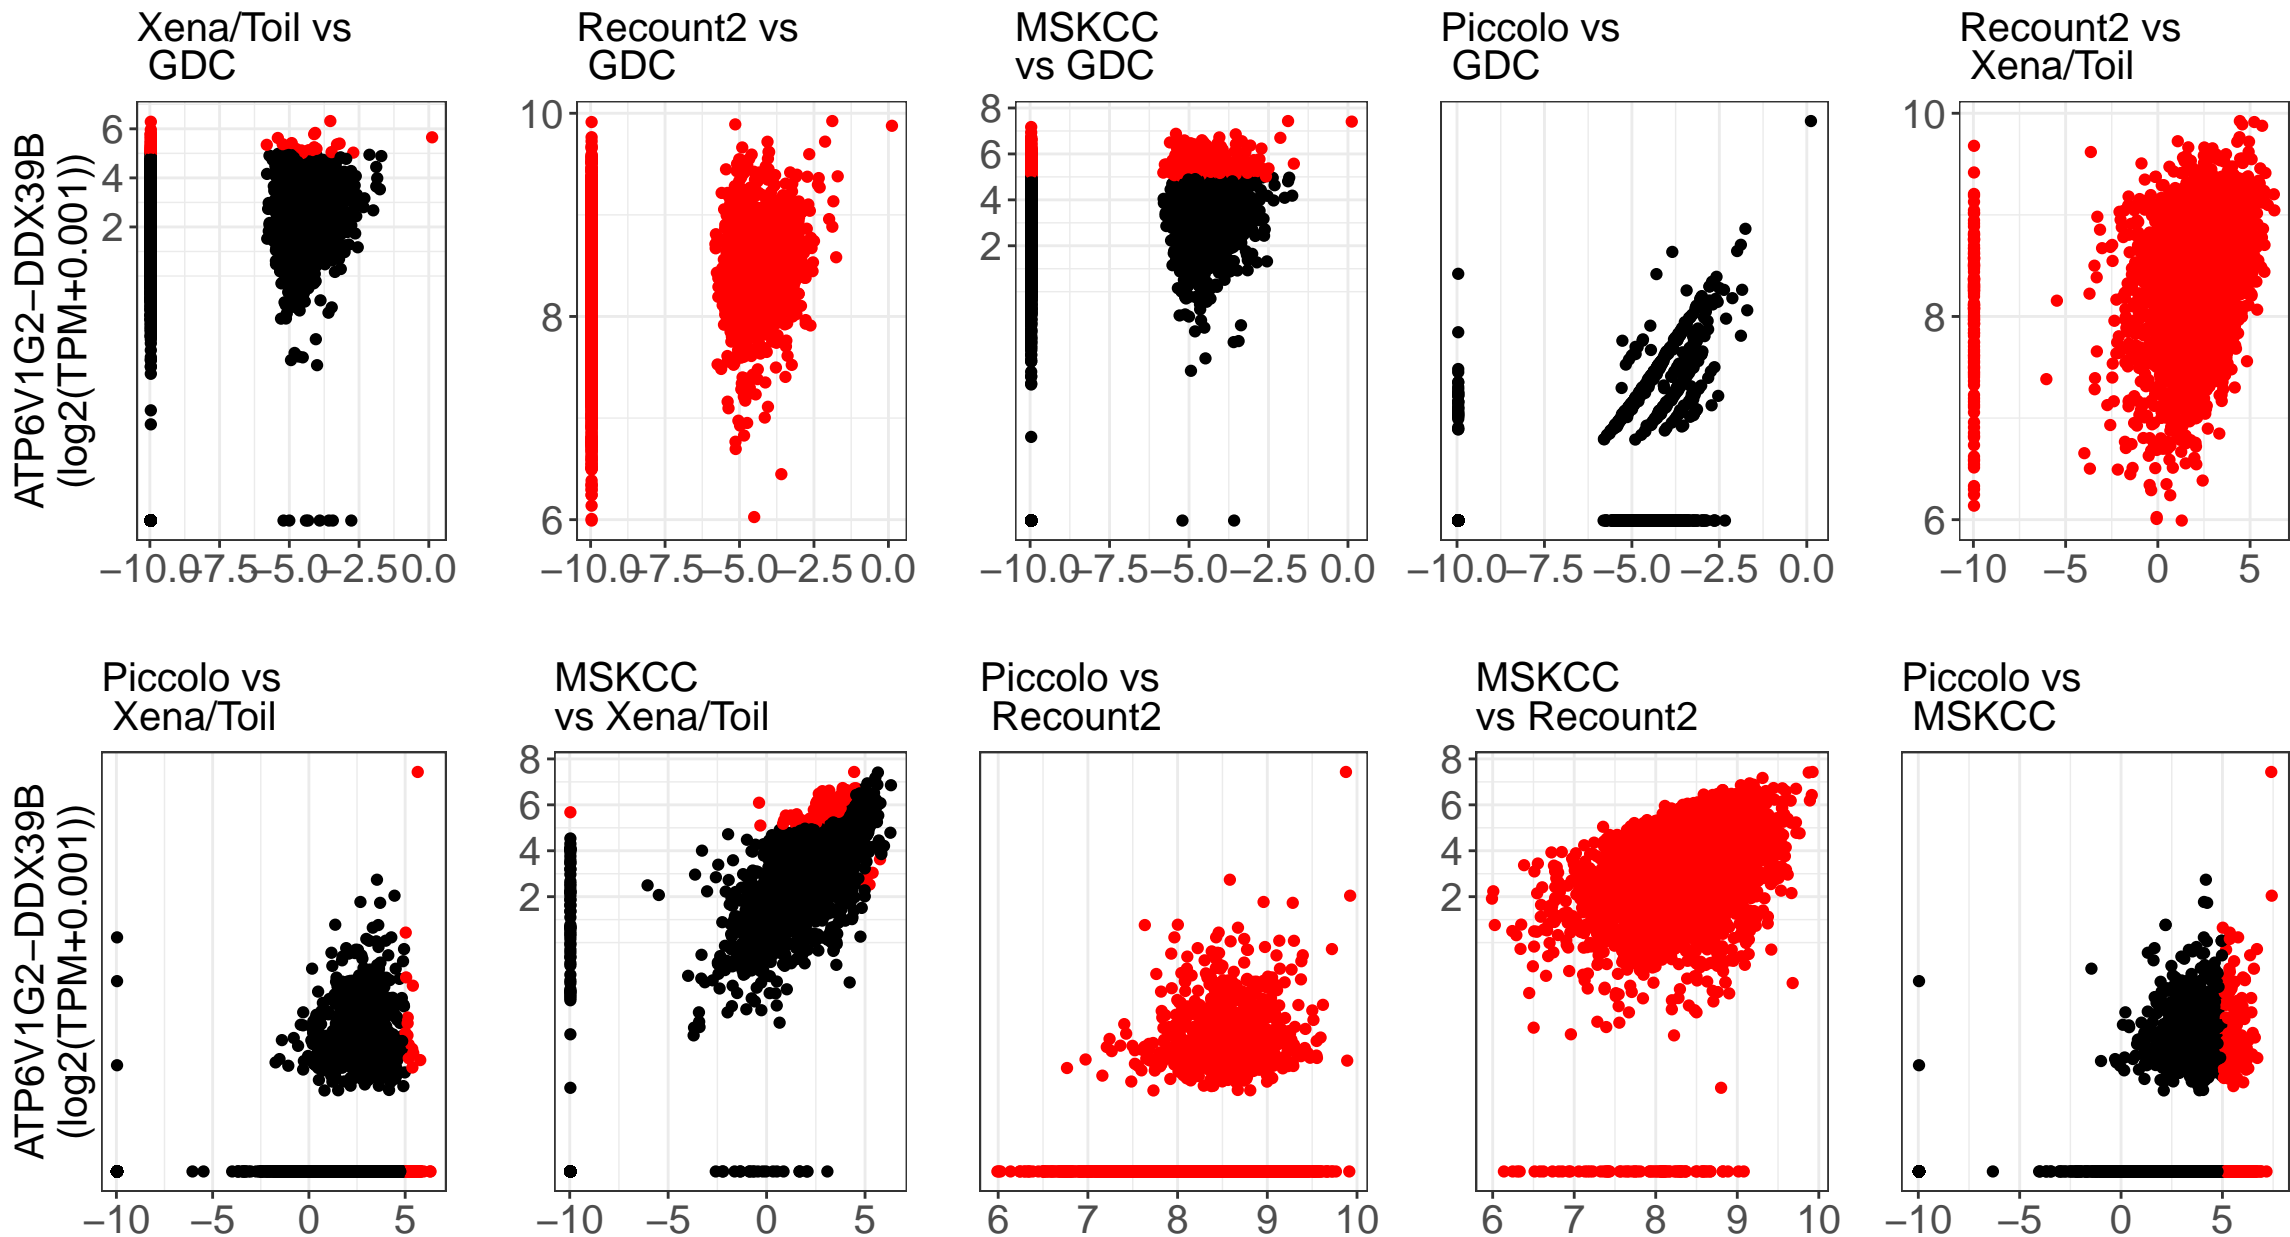 Xena/Toil vs
GDC
Recount2 vs
GDC
MSKCC
vs GDC
Piccolo vs
GDC
Recount2 vs
Xena/Toil
ATP6V1G2−DDX39B
(log2(TPM+0.001))
6
4
2
−10.0 −7.5 −5.0 −2.5 0.0
10
8
6
−10.0 −7.5 −5.0 −2.5 0.0
8
6
4
2
−10.0 −7.5 −5.0 −2.5 0.0
−10.0 −7.5 −5.0 −2.5 0.0
10
8
6
−10 −5 0 5
Piccolo vs
Xena/Toil
MSKCC
vs Xena/Toil
Piccolo vs
Recount2
MSKCC
vs Recount2
Piccolo vs
MSKCC
ATP6V1G2−DDX39B
(log2(TPM+0.001))
−10 −5 0 5
8
6
4
2
−10 −5 0 5
6 7 8 9 10
8
6
4
2
6 7 8 9 10
−10 −5 0 5